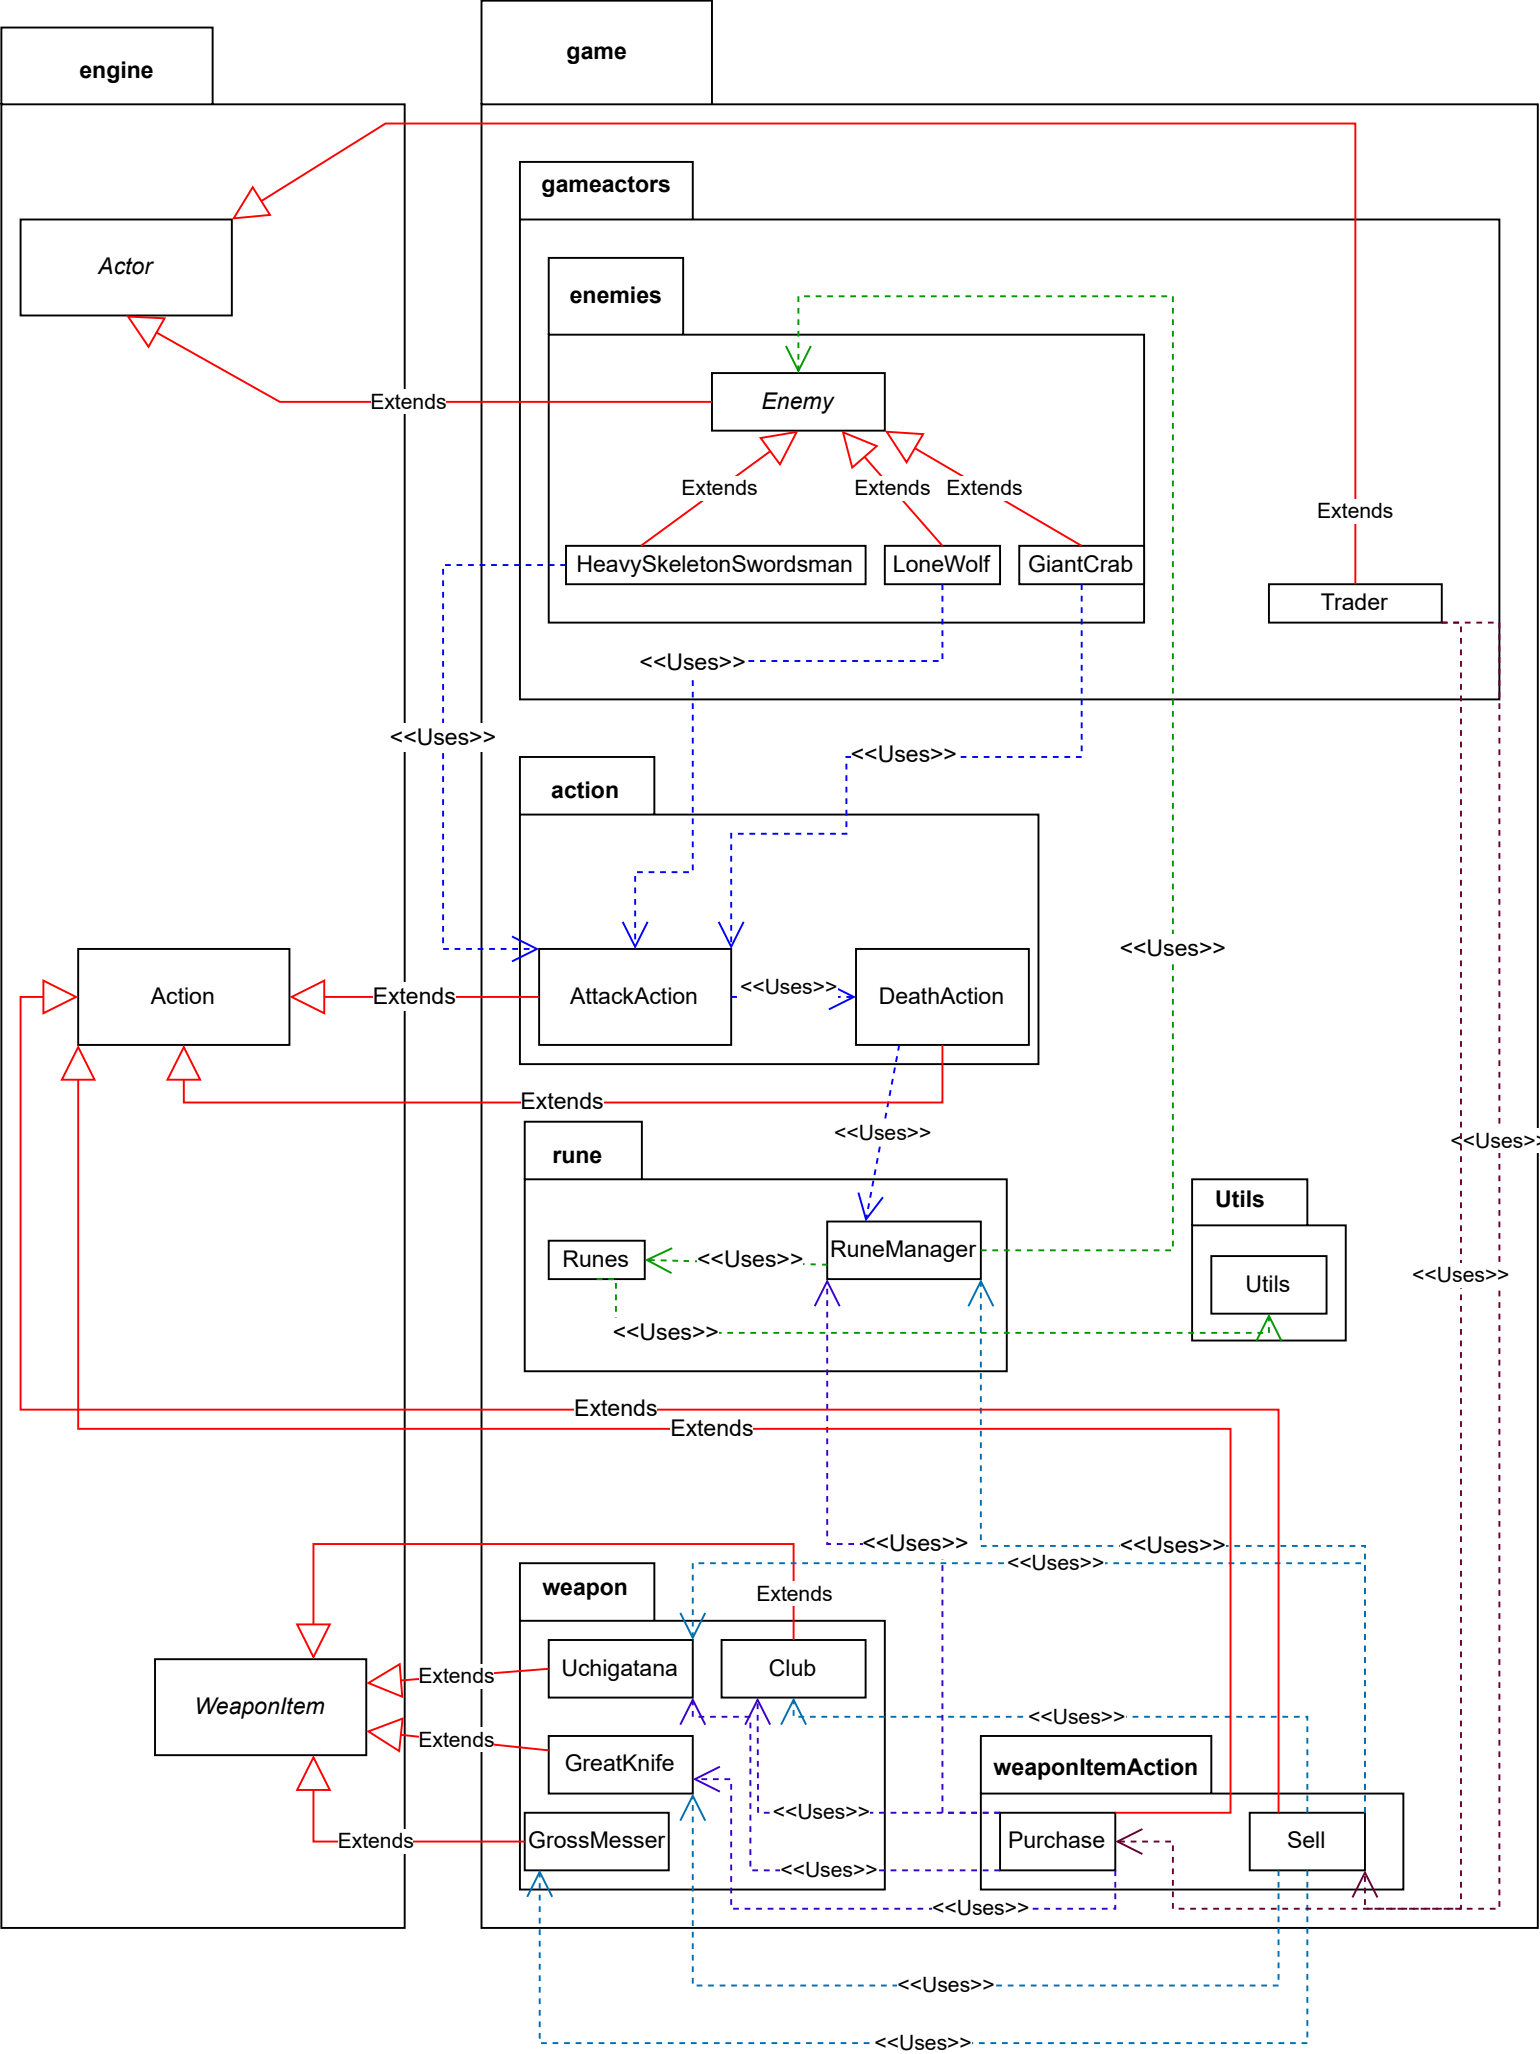 game
engine
gameactors
Actor
enemies
Enemy
Extends
Extends
Extends
Extends
Extends
HeavySkeletonSwordsman
LoneWolf
GiantCrab
Trader
<<Uses>>
<<Uses>>
<<Uses>>
action
<<Uses>>
Action
Extends
AttackAction
<<Uses>>
DeathAction
Extends
<<Uses>>
<<Uses>>
rune
Utils
Runes
<<Uses>>
RuneManager
<<Uses>>
Utils
<<Uses>>
Extends
Extends
<<Uses>>
<<Uses>>
<<Uses>>
weapon
Extends
Extends
Uchigatana
Club
WeaponItem
<<Uses>>
Extends
GreatKnife
weaponItemAction
<<Uses>>
Extends
GrossMesser
Purchase
Sell
<<Uses>>
<<Uses>>
<<Uses>>
<<Uses>>